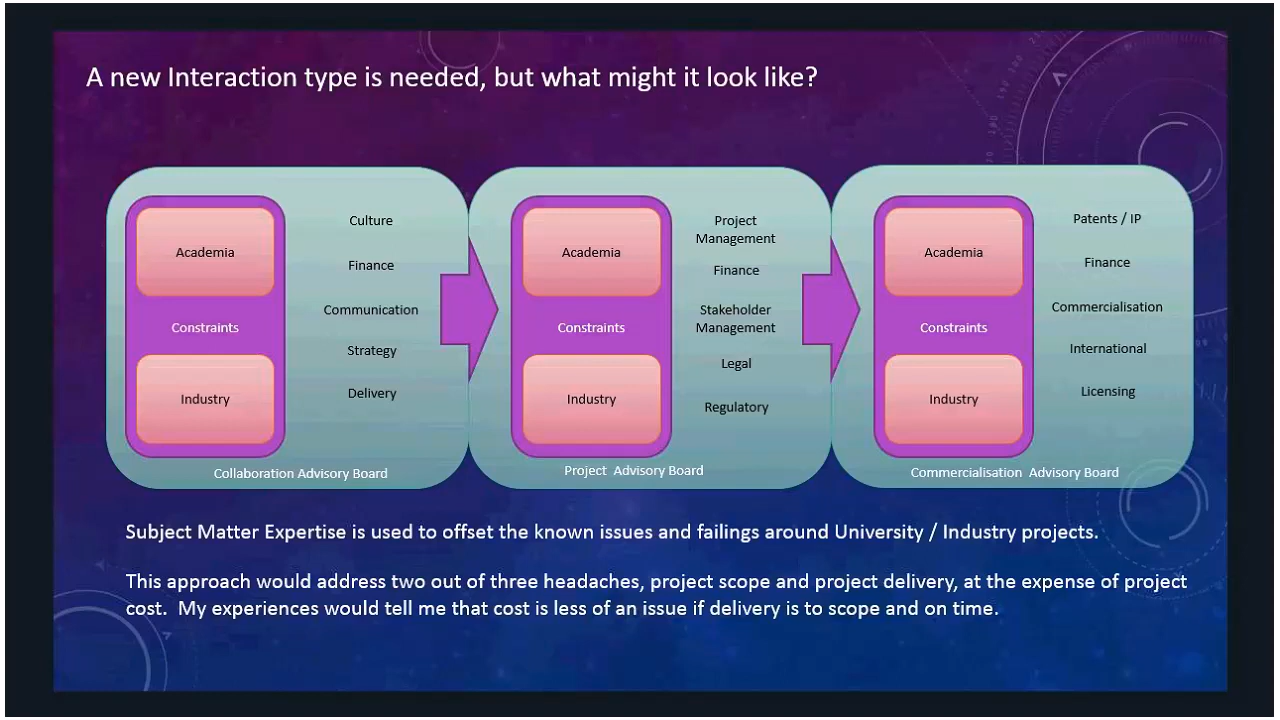 A new Interaction type is needed, but what might it look like?
Academia
Constraints
Industry
Culture
Finance
Communication
Strategy
Delivery
Collaboration Advisory Board
Academia
Constraints
Industry
Project
Management
Finance
Stakeholder
Management
Legal
Regulatory
Project Advisory Board
Academia
Constraints
Industry
Patents / IP
Finance
Commercialisation
International
Licensing
Commercialisation Advisory Board
Subject Matter Expertise is used to offset the known issues and failings around University / Industry projects.
This approach would address two out of three headaches, project scope and project delivery, at the expense of project
cost. My experiences would tell me that cost is less of an issue if delivery is to scope and on time.